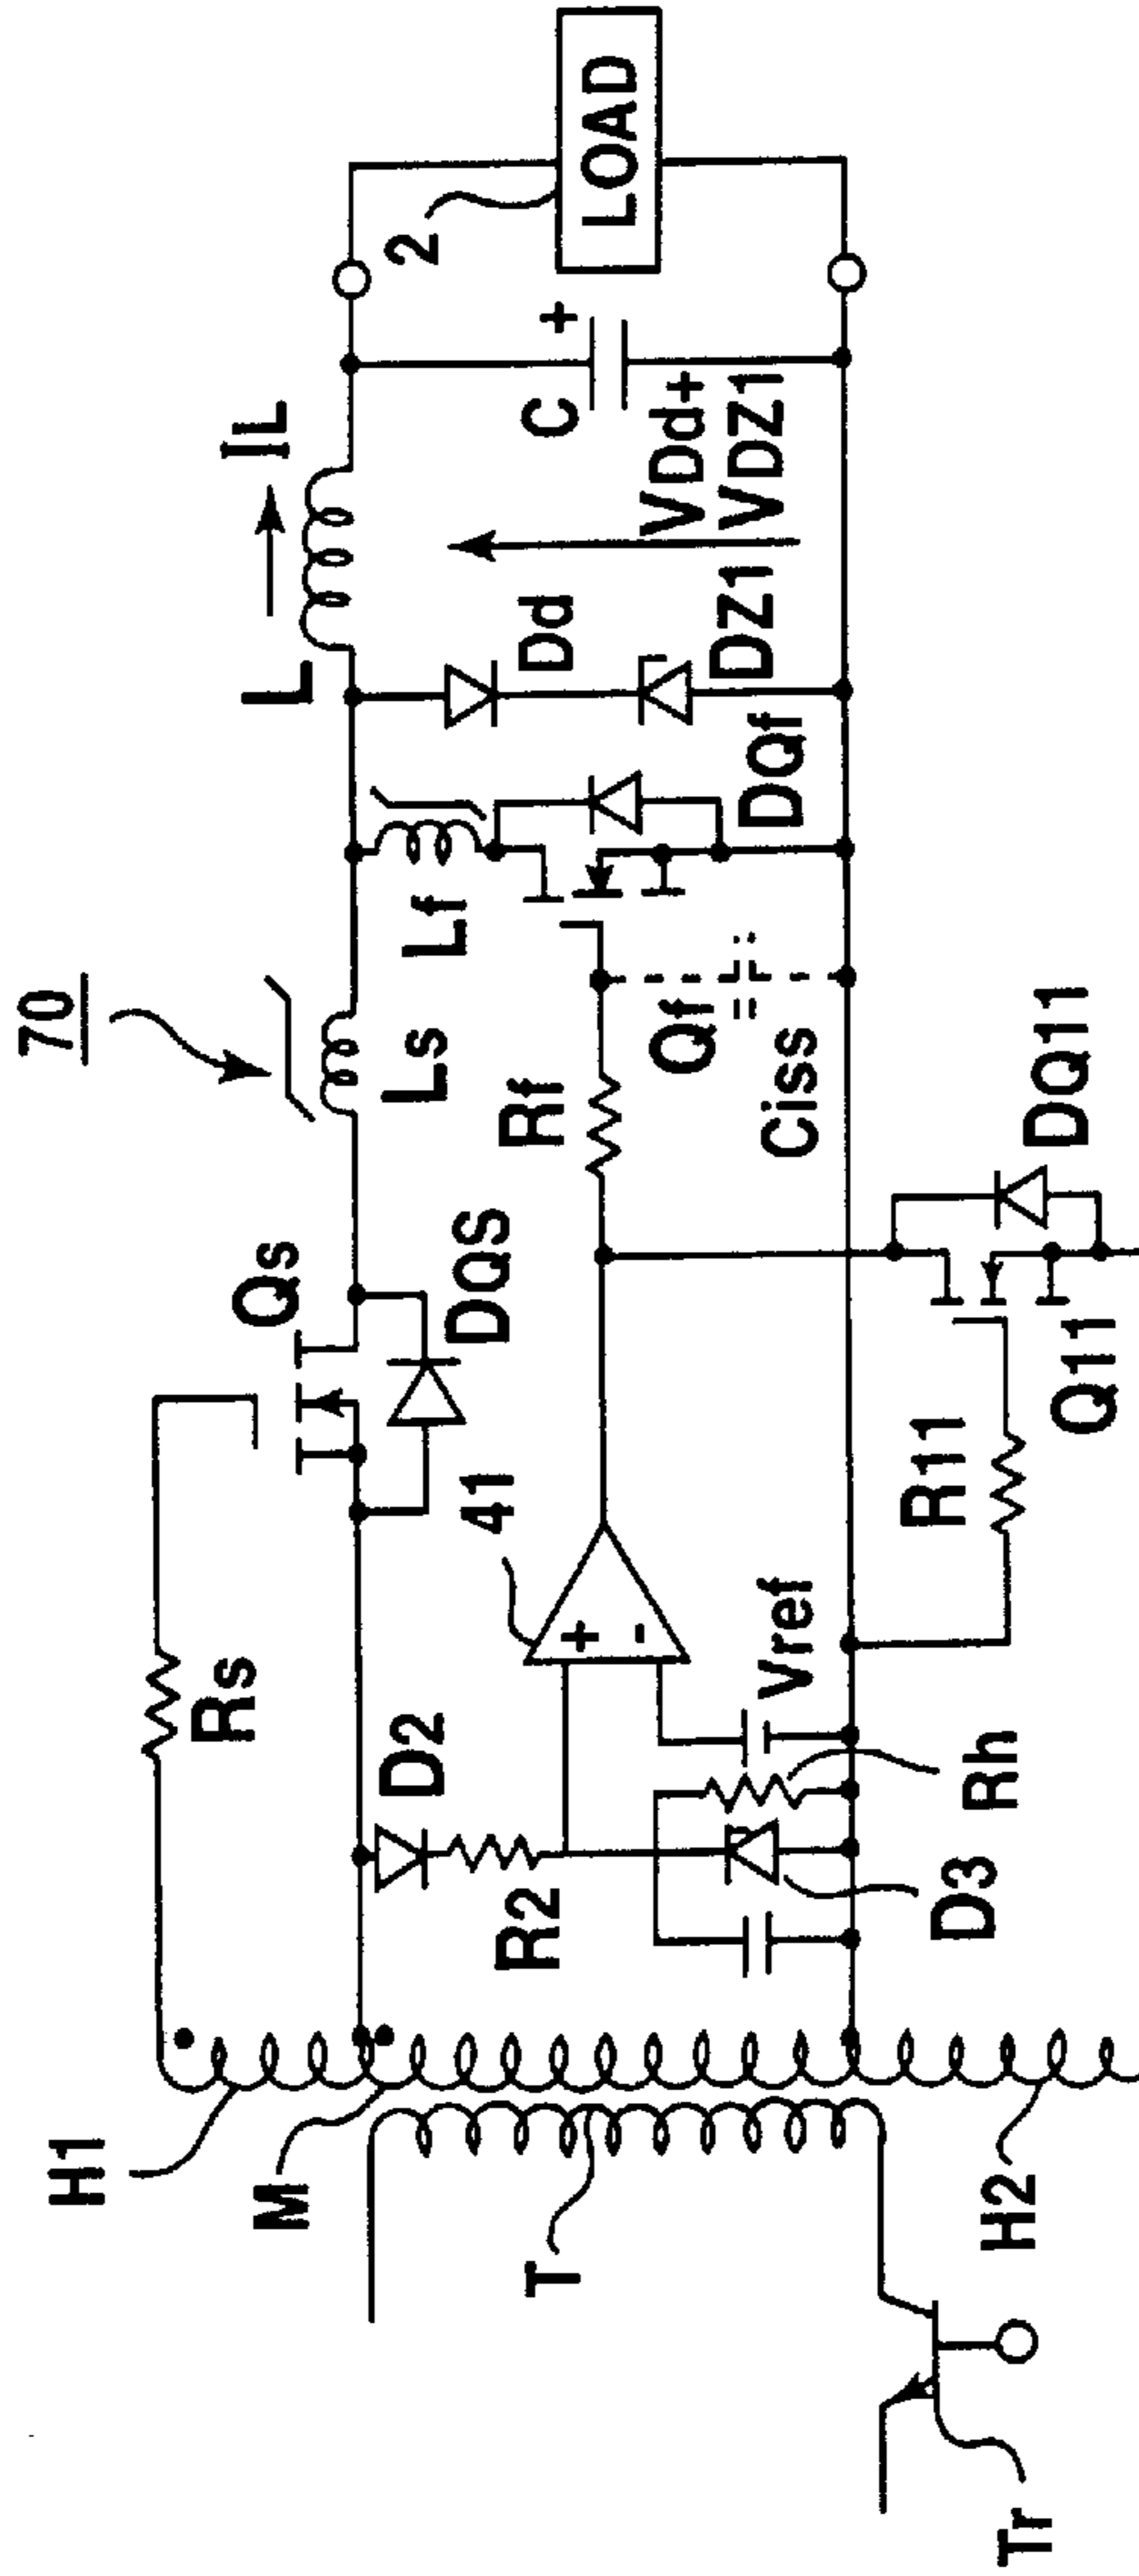 70
H1
Rs
Qs
Ls
L
IL
M
D2
DQS
Lf
Dd
2
LOAD
T
R2
41
+
-
Rf
Qf
Ciss
DQf
DZ1
VDd+
VDZ1
C
+
Vref
Rh
D3
H2
R11
Q11
DQ11
Tr